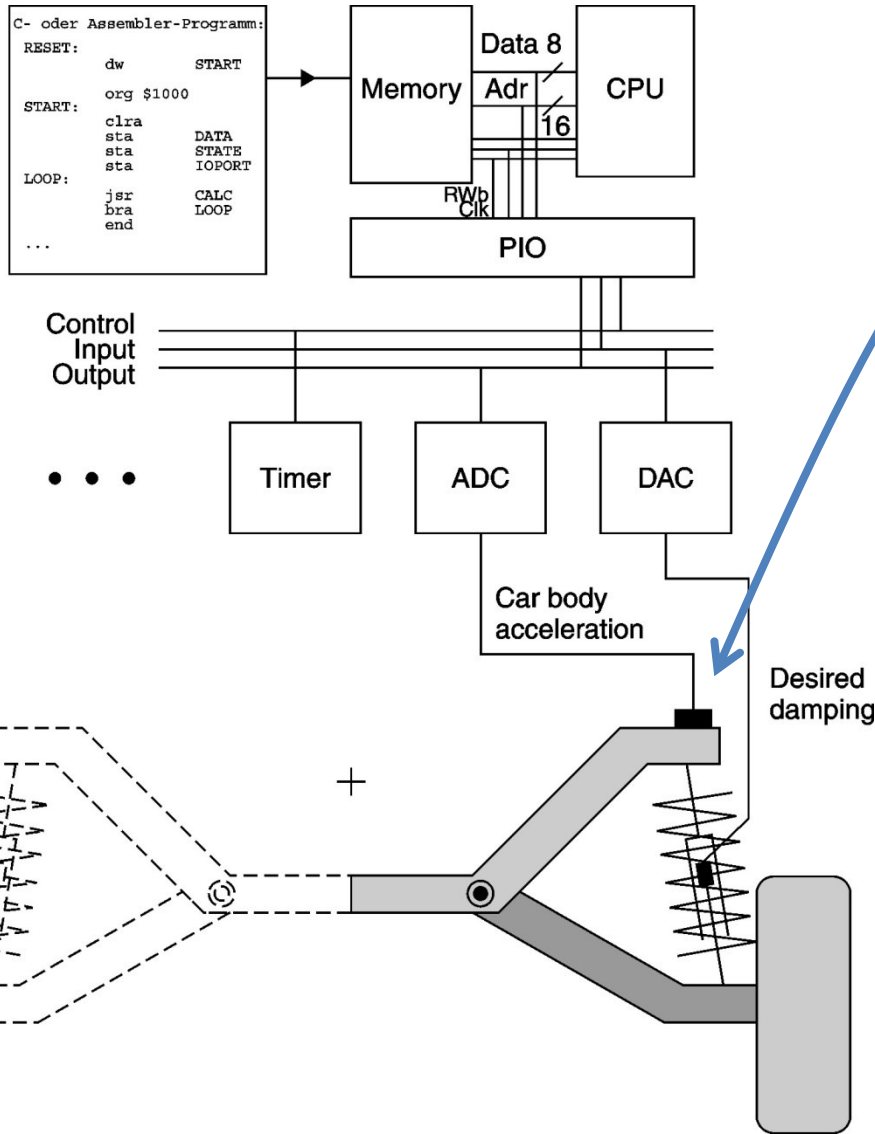 C- oder Assembler-Programm:
RESET:
dw START
org $1000
START:
clra
sta DATA
sta STATE
sta IOPORT
LOOP:
jsr CALC
bra LOOP
end
...
Memory
Data 8
Adr
16
CPU
RWb
Clk
PIO
Control
Input
Output
Timer
ADC
DAC
Car body
acceleration
Desired
damping